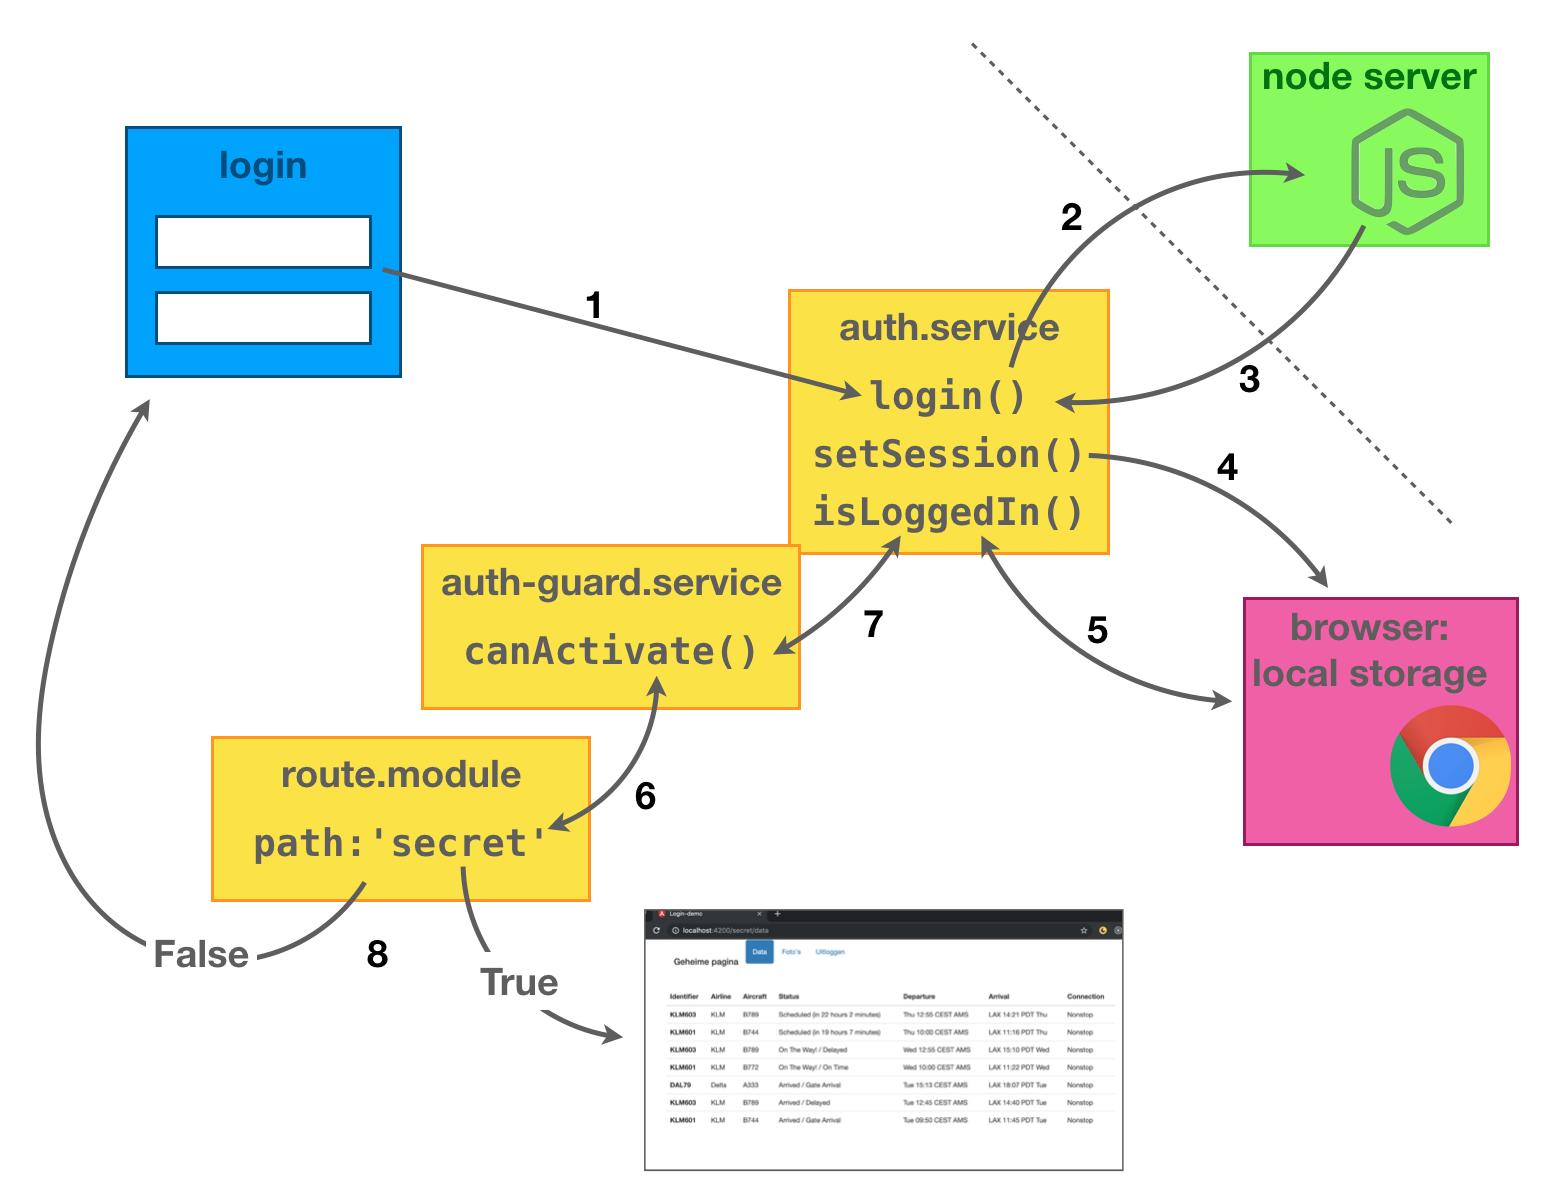 node server
JS
login
2
1
auth.service
login()
3
setSession()
4
isLoggedIn()
auth-guard.service
7
5
browser:
local storage
canActivate()
route.module
6
path:'secret'
False
8
True
Login-demo
localhost:4200/secret/data
Geheime pagina Data Foto's Uitloggen
Identifier Airline Aircraft Status Departure Arrival Connection
KLM603 KLM B789 Scheduled (in 22 hours 2 minutes) Thu 12:55 CEST AMS LAX 14:21 PDT Thu Nonstop
KLM601 KLM B744 Scheduled (in 19 hours 7 minutes) Thu 10:00 CEST AMS LAX 11:16 PDT Thu Nonstop
KLM603 KLM B789 On The Way! / Delayed Wed 12:55 CEST AMS LAX 15:10 PDT Wed Nonstop
KLM601 KLM B772 On The Way! / On Time Wed 10:00 CEST AMS LAX 11:22 PDT Wed Nonstop
DAL79 Delta A333 Arrived / Gate Arrival Tue 15:13 CEST AMS LAX 18:07 PDT Tue Nonstop
KLM603 KLM B789 Arrived / Delayed Tue 12:45 CEST AMS LAX 14:40 PDT Tue Nonstop
KLM601 KLM B744 Arrived / Gate Arrival Tue 09:50 CEST AMS LAX 11:45 PDT Tue Nonstop